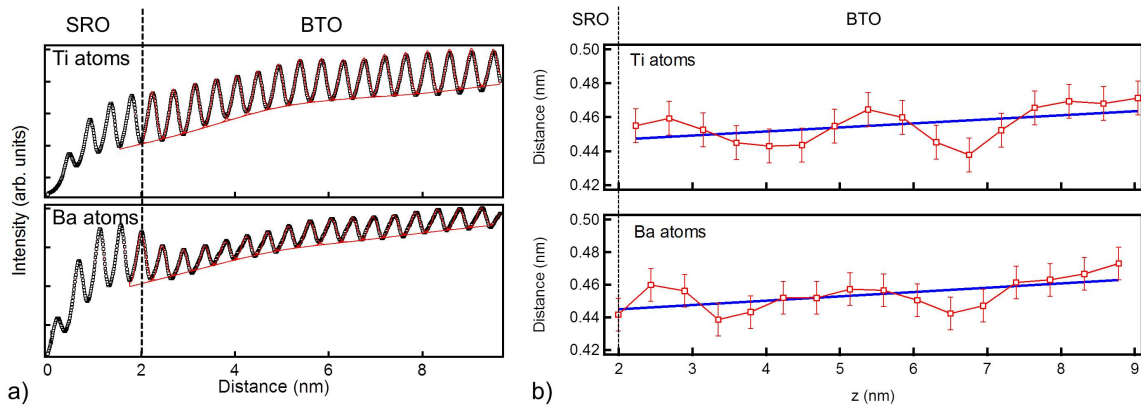 SRO BTO
Ti atoms
Ba atoms
Intensity (arb. units)
0 2 4 6 8
Distance (nm)
a)
SRO BTO
Ti atoms
0.50
0.48
0.46
0.44
0.42
Distance (nm)
Ba atoms
0.50
0.48
0.46
0.44
0.42
Distance (nm)
2 3 4 5 6 7 8 9
z (nm)
b)